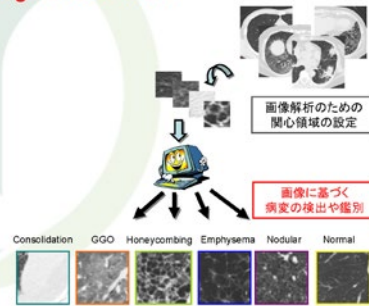 画像解析のための
関心領域の設定
画像に基づく
病変の検出や鑑別
Consolidation GGO Honeycombing Emphysema Nodular Normal